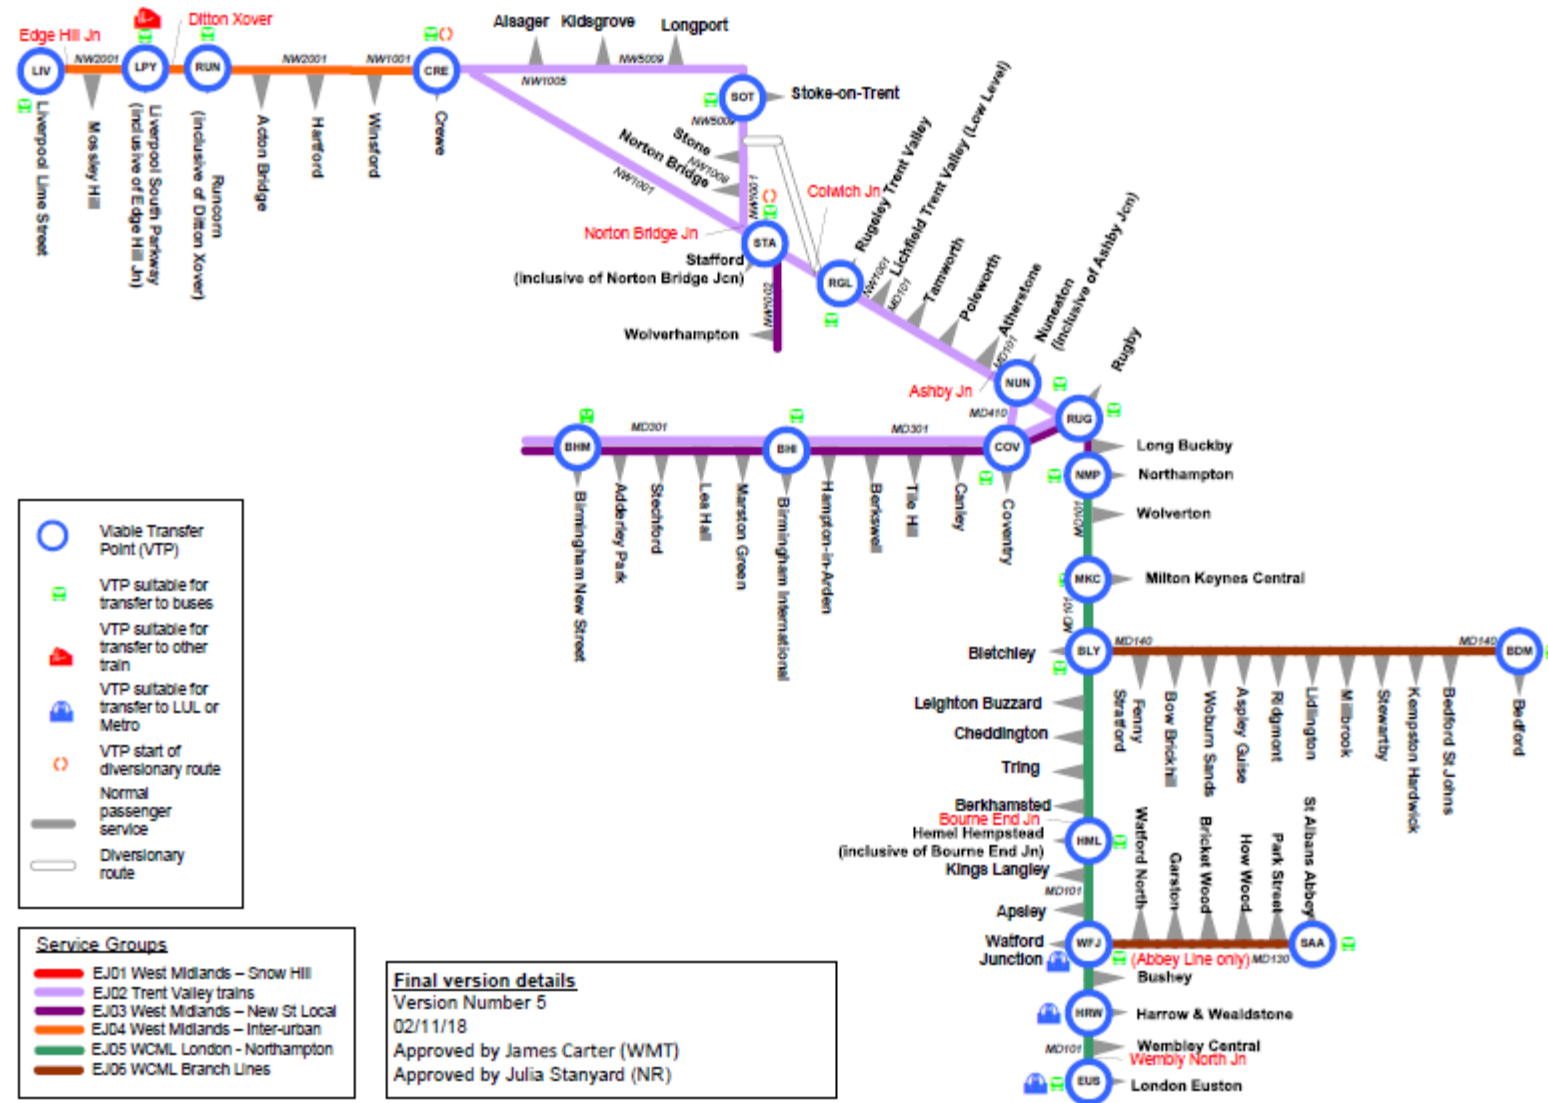 Edge Hill Jn
Ditton Xover
Alsager
Kidsgrove
Longport
NW2001
NW2001
NW1001
NW5009
NW1005
LIV
LPY
RUN
CRE
SOT
Stoke-on-Trent
NW5009
Liverpool Lime Street
Mossley Hill
Liverpool South Parkway
(inclusive of Edge Hill Jn)
Runcorn
(inclusive of Ditton Xover)
Acton Bridge
Hartford
Winsford
Crewe
Stone
Norton Bridge
NW1008
NW1001
NW1001
Norton Bridge Jn
Colwich Jn
STA
Stafford
(inclusive of Norton Bridge Jcn)
Wolverhampton
RGL
Rugeley Trent Valley
Lichfield Trent Valley (Low Level)
NW1001
MD101
Tamworth
Polesworth
Atherstone
MD101
Nuneaton
(inclusive of Ashby Jcn)
Rugby
Ashby Jn
NUN
MD410
RUG
MD301
MD301
BHM
BHI
COV
Long Buckby
NMP
Northampton
MD101
Wolverton
Birmingham New Street
Adderley Park
Stechford
Lea Hall
Marston Green
Birmingham International
Hampton-in-Arden
Berkswell
Tile Hill
Canley
Coventry
MKC
Milton Keynes Central
MD101
Bletchley
BLY
MD140
MD140
BDM
Fenny
Stratford
Bow Brickhill
Woburn Sands
Aspley Guise
Ridgmont
Lidlington
Millbrook
Stewartby
Kempston Hardwick
Bedford St Johns
Bedford
Leighton Buzzard
Cheddington
Tring
Berkhamsted
Bourne End Jn
Hemel Hempstead
(inclusive of Bourne End Jn)
HML
Kings Langley
MD101
Apsley
Watford North
Garston
Bricket Wood
How Wood
Park Street
St Albans Abbey
Watford
Junction
WFJ
SAA
(Abbey Line only)
MD130
Bushey
HRW
Harrow & Wealdstone
MD101
Wembley Central
Wembly North Jn
EUS
London Euston
Viable Transfer
Point (VTP)
VTP suitable for
transfer to buses
VTP suitable for
transfer to other
train
VTP suitable for
transfer to LUL or
Metro
VTP start of
diversionary route
Normal
passenger
service
Diversionary
route
Service Groups
EJ01 West Midlands – Snow Hill
EJ02 Trent Valley trains
EJ03 West Midlands - New St Local
EJ04 West Midlands – Inter-urban
EJ05 WCML London - Northampton
EJ06 WCML Branch Lines
Final version details
Version Number 5
02/11/18
Approved by James Carter (WMT)
Approved by Julia Stanyard (NR)